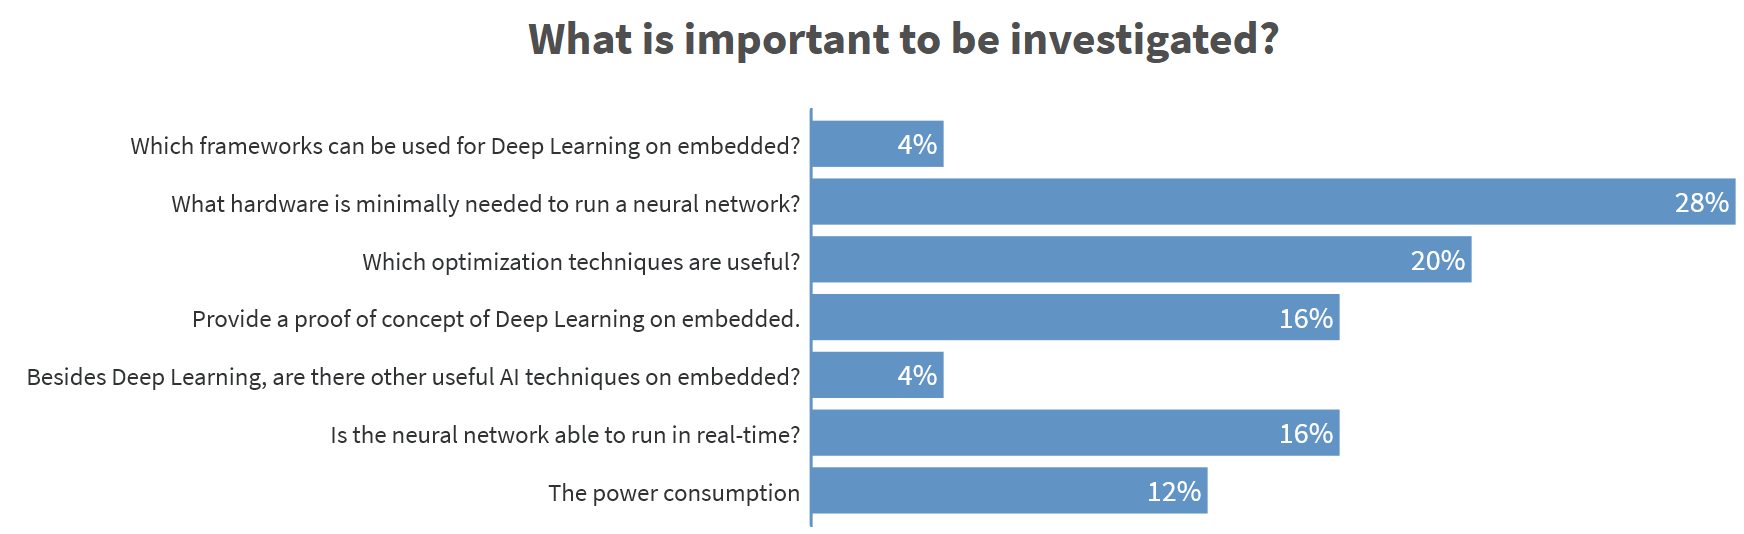 What is important to be investigated?
Which frameworks can be used for Deep Learning on embedded? 4%
What hardware is minimally needed to run a neural network? 28%
Which optimization techniques are useful? 20%
Provide a proof of concept of Deep Learning on embedded. 16%
Besides Deep Learning, are there other useful AI techniques on embedded? 4%
Is the neural network able to run in real-time? 16%
The power consumption 12%